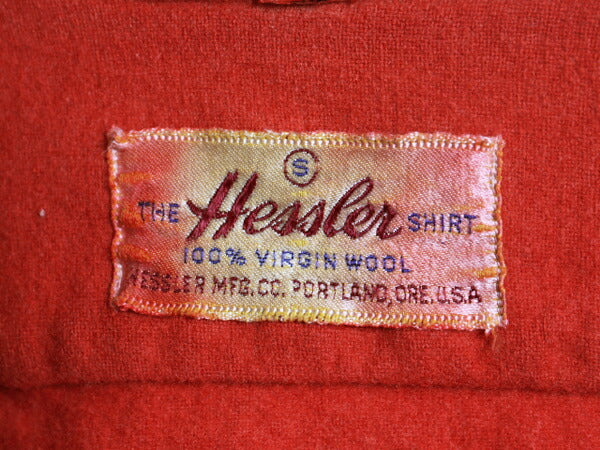 S
THE Hessler SHIRT
100% VIRGIN WOOL
HESSLER MFG. CO. PORTLAND, ORE. U.S.A